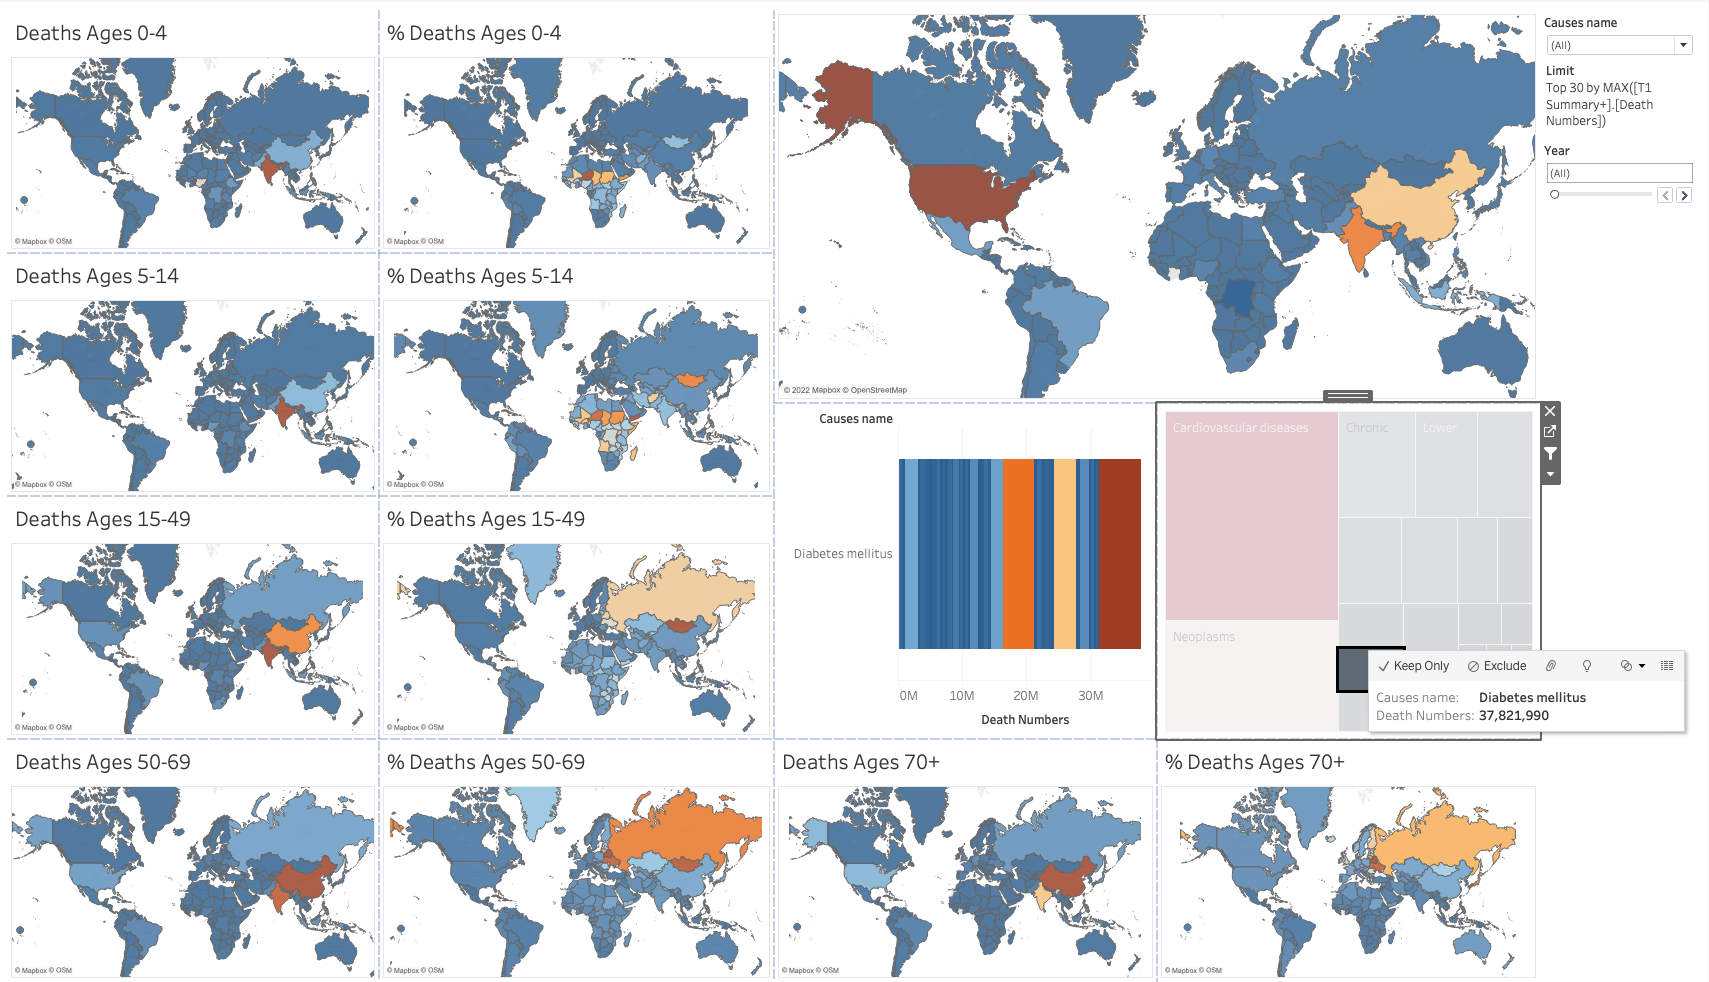 Deaths Ages 0-4
© Mapbox © OSM
% Deaths Ages 0-4
© Mapbox © OSM
© 2022 Mapbox © OpenStreetMap
Causes name
(All)
Limit
Top 30 by MAX([T1
Summary+].[Death
Numbers])
Year
(All)
Deaths Ages 5-14
© Mapbox © OSM
% Deaths Ages 5-14
© Mapbox © OSM
Causes name
Diabetes mellitus
0M
10M
20M
30M
Death Numbers
Cardiovascular diseases
Chronic
Lower
Neoplasms
Keep Only
Exclude
Causes name: Diabetes mellitus
Death Numbers: 37,821,990
Deaths Ages 15-49
© Mapbox © OSM
% Deaths Ages 15-49
© Mapbox © OSM
Deaths Ages 50-69
© Mapbox © OSM
% Deaths Ages 50-69
© Mapbox © OSM
Deaths Ages 70+
© Mapbox © OSM
% Deaths Ages 70+
© Mapbox © OSM